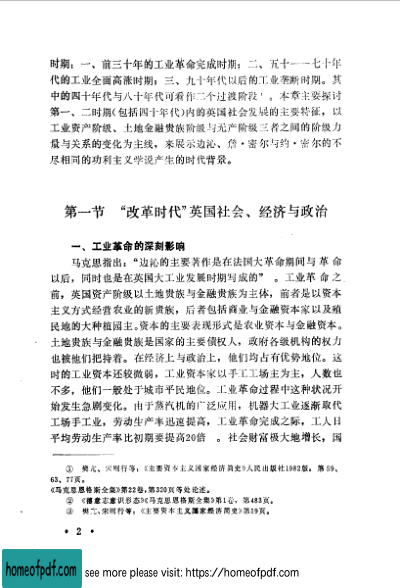 时期：一、前三十年的工业革命完成时期；二、五十一—七十年
代的工业全面高涨时期；三、九十年代以后的工业垄断时期。其
中的四十年代与八十年代可看作二个过渡阶段。本章主要探讨
第一、二时期(包括四十年代)内的英国社会发展的主要特征，以
工业资产阶级、土地金融贵族阶级与无产阶级三者之间的阶级力
量与关系的变化为主线，来展示边沁、詹·密尔与约·密尔的不
尽相同的功利主义学说产生的时代背景。
第一节 “改革时代”英国社会、经济与政治
一、工业革命的深刻影响
马克思指出：“边沁的主要著作是在法国大革命期间与革命
以后，同时也是在英国大工业发展时期写成的” 。工业革命之
前，英国资产阶级以土地贵族与金融贵族为主体，前者是以资本
主义方式经营农业的新贵族，后者包括商业与金融资本家以及殖
民地的大种植园主。资本的主要表现形式是农业资本与金融资本。
土地贵族与金融贵族是国家的主要债权人，政府各级机构的权力
也被他们把持着。在经济上与政治上，他们均占有优势地位。这
时的工业资本还较微弱，工业资本家以手工工场主为主，人数也
不多，他们一般处于城市平民地位。工业革命过程中这种状况开
始发生急剧变化。由于蒸汽机的广泛应用，机器大工业逐渐取代
工场手工业，劳动生产率迅速提高，工业革命完成之际，工人日
平均劳动生产率比初期要提高20倍 。社会财富极大地增长，国
① 樊亢、宋则行等：《主要资本主义国家经济简史》人民出版社1982版，第59、
63、77页。
《马克思恩格斯全集》第22卷，第320页等处论述。
② 《德意志意识形态》《马克思恩格斯全集》第1卷，第483页。
③ 樊亢、宋则行等：《主要资本主义国家经济简史》第59页。
· 2 ·
homeofpdf.com see more please visit: https://homeofpdf.com